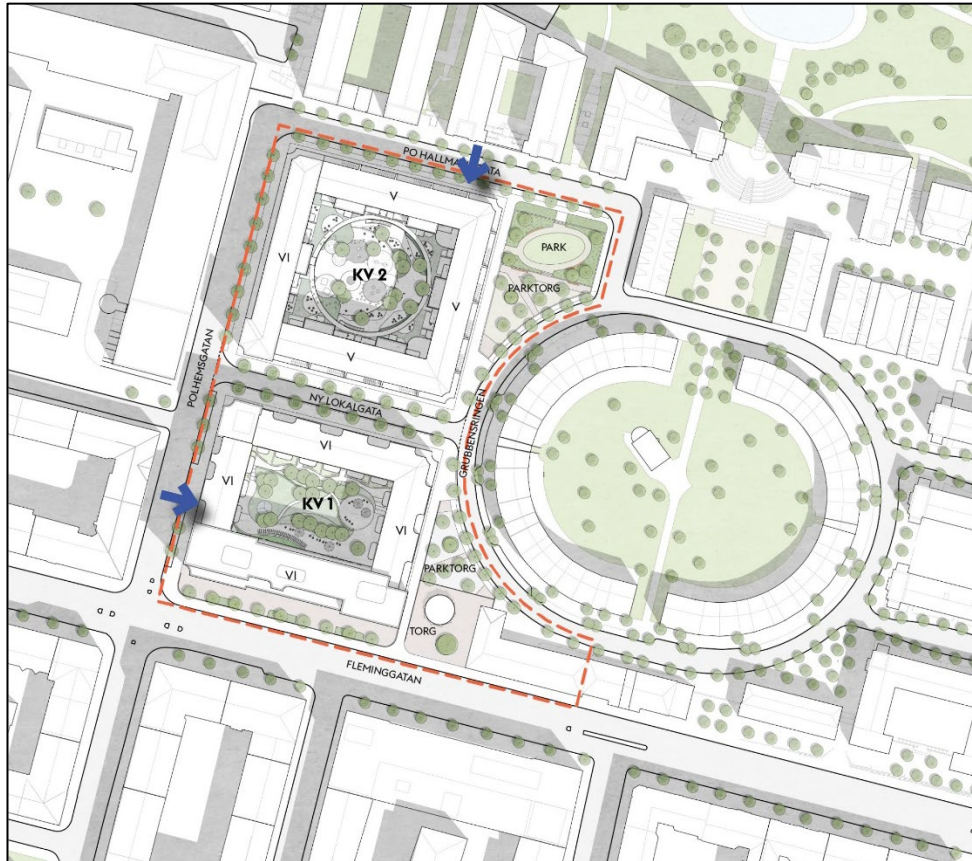 PO HALLMA GATA
V
VI
KV 2
V
V
PARK
PARKTORG
POLHEMSGATAN
NY LOKALGATA
GRUBBENSRINGEN
VI
VI
KV 1
VI
VI
PARKTORG
TORG
FLEMINGGATAN